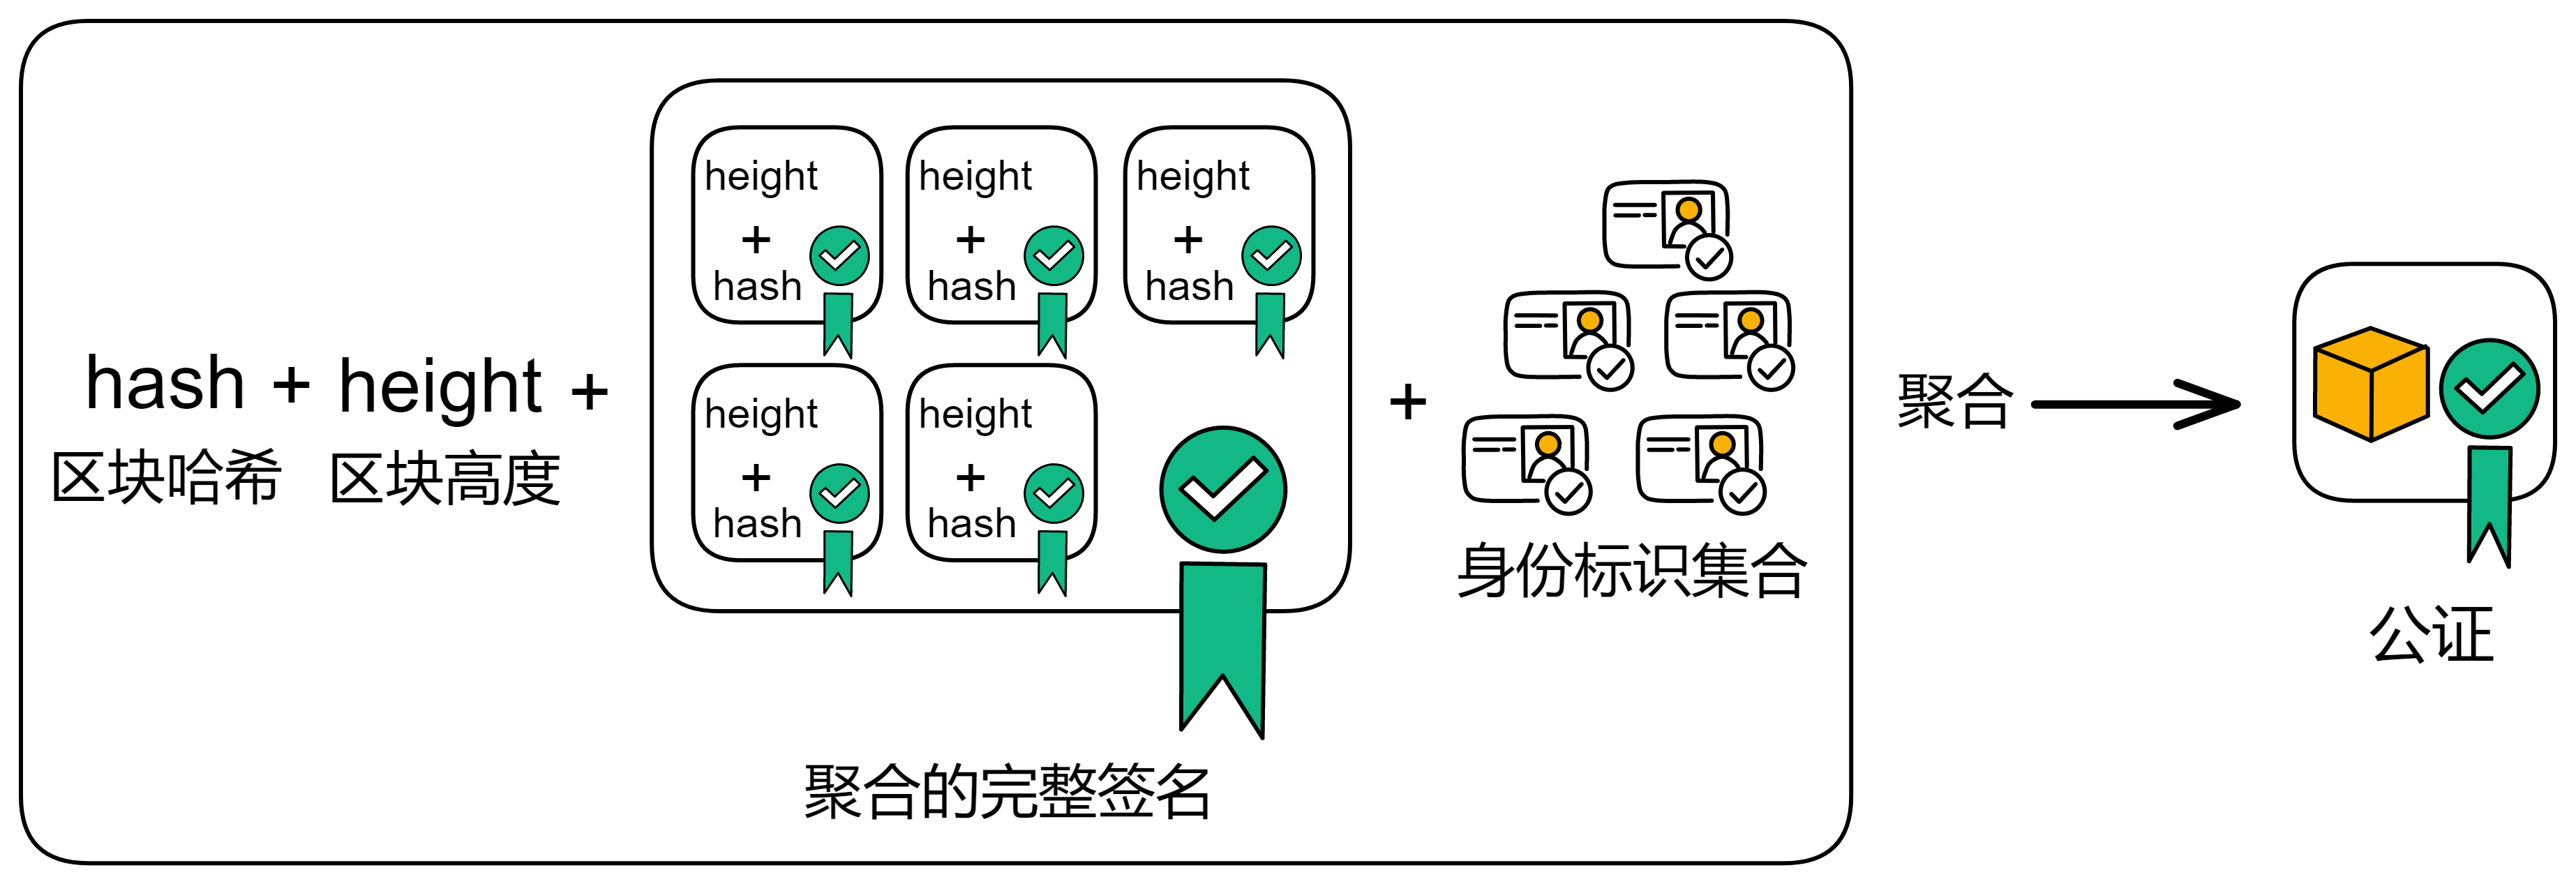 height
+
hash
height
+
hash
height
+
hash
height
+
hash
height
+
hash
hash + height +
区块哈希 区块高度
聚合的完整签名
+
身份标识集合
聚合
公证